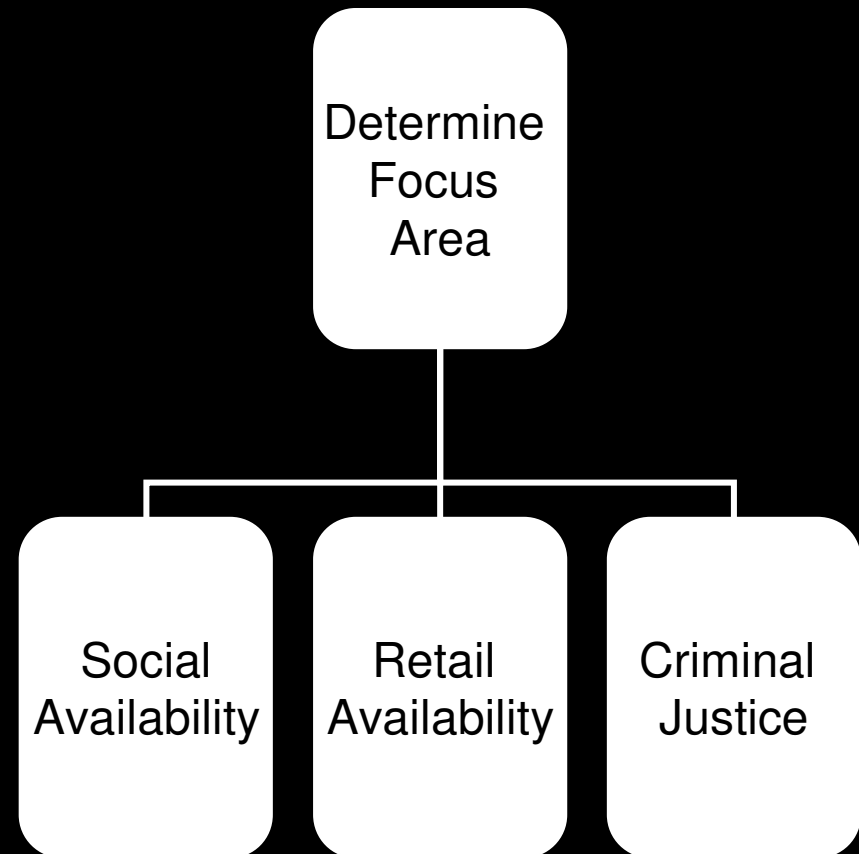 Determine
Focus
Area
Social
Availability
Retail
Availability
Criminal
Justice